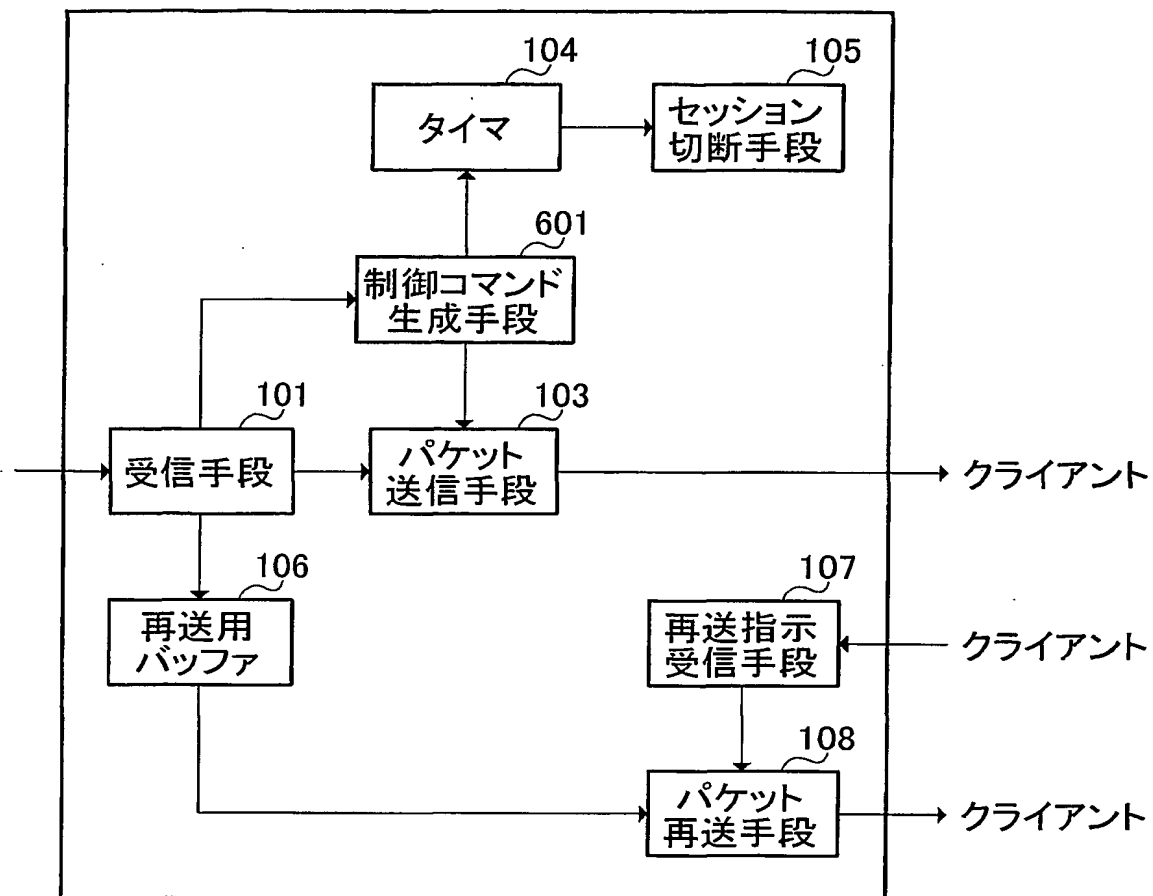 104
タイマ
105
セッション
切断手段
601
制御コマンド
生成手段
101
受信手段
103
パケット
送信手段
クライアント
106
再送用
バッファ
107
再送指示
受信手段
クライアント
108
パケット
再送手段
クライアント